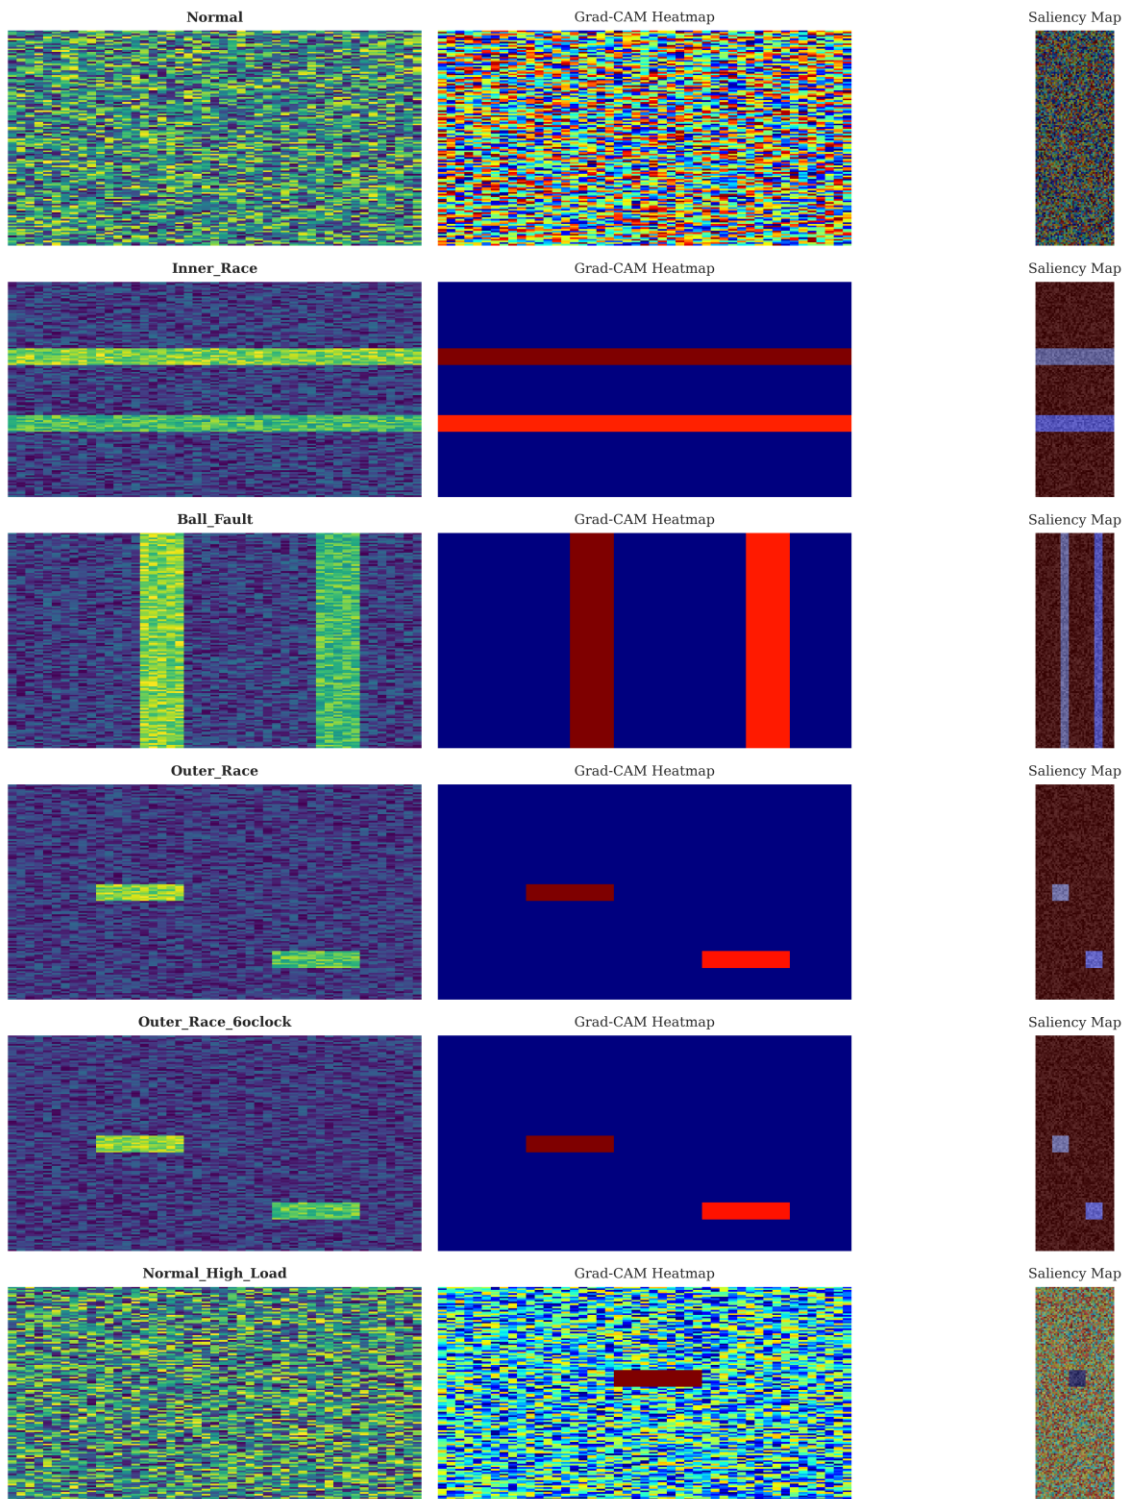 Normal
Grad-CAM Heatmap
Saliency Map
Inner_Race
Grad-CAM Heatmap
Saliency Map
Ball_Fault
Grad-CAM Heatmap
Saliency Map
Outer_Race
Grad-CAM Heatmap
Saliency Map
Outer_Race_6oclock
Grad-CAM Heatmap
Saliency Map
Normal_High_Load
Grad-CAM Heatmap
Saliency Map